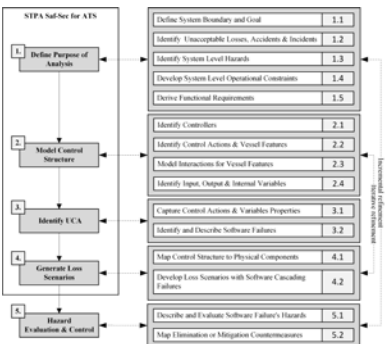 STPA Saf-Sec for ATS
1.
Define Purpose of
Analysis
Define System Boundary and Goal 1.1
Identify Unacceptable Losses, Accidents & Incidents 1.2
Identify System Level Hazards 1.3
Develop System Level Operational Constraints 1.4
Derive Functional Requirements 1.5
2.
Model Control
Structure
Identify Controllers 2.1
Identify Control Actions & Vessel Features 2.2
Model Interactions for Vessel Features 2.3
Identify Input, Output & Internal Variables 2.4
3.
Identify UCA
Capture Control Actions & Variables Properties 3.1
Identify and Describe Software Failures 3.2
4.
Generate Loss
Scenarios
Map Control Structure to Physical Components 4.1
Develop Loss Scenarios with Software Cascading
Failures 4.2
5.
Hazard
Evaluation & Control
Describe and Evaluate Software Failure's Hazards 5.1
Map Elimination or Mitigation Countermeasures 5.2
Incremental refinement
iterative refinement